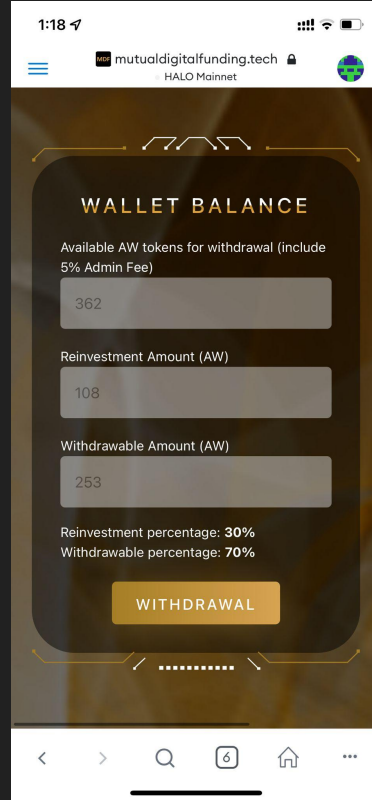 1:18
MDF mutualdigitalfunding.tech
HALO Mainnet
WALLET BALANCE
Available AW tokens for withdrawal (include
5% Admin Fee)
362
Reinvestment Amount (AW)
108
Withdrawable Amount (AW)
253
Reinvestment percentage: 30%
Withdrawable percentage: 70%
WITHDRAWAL
6